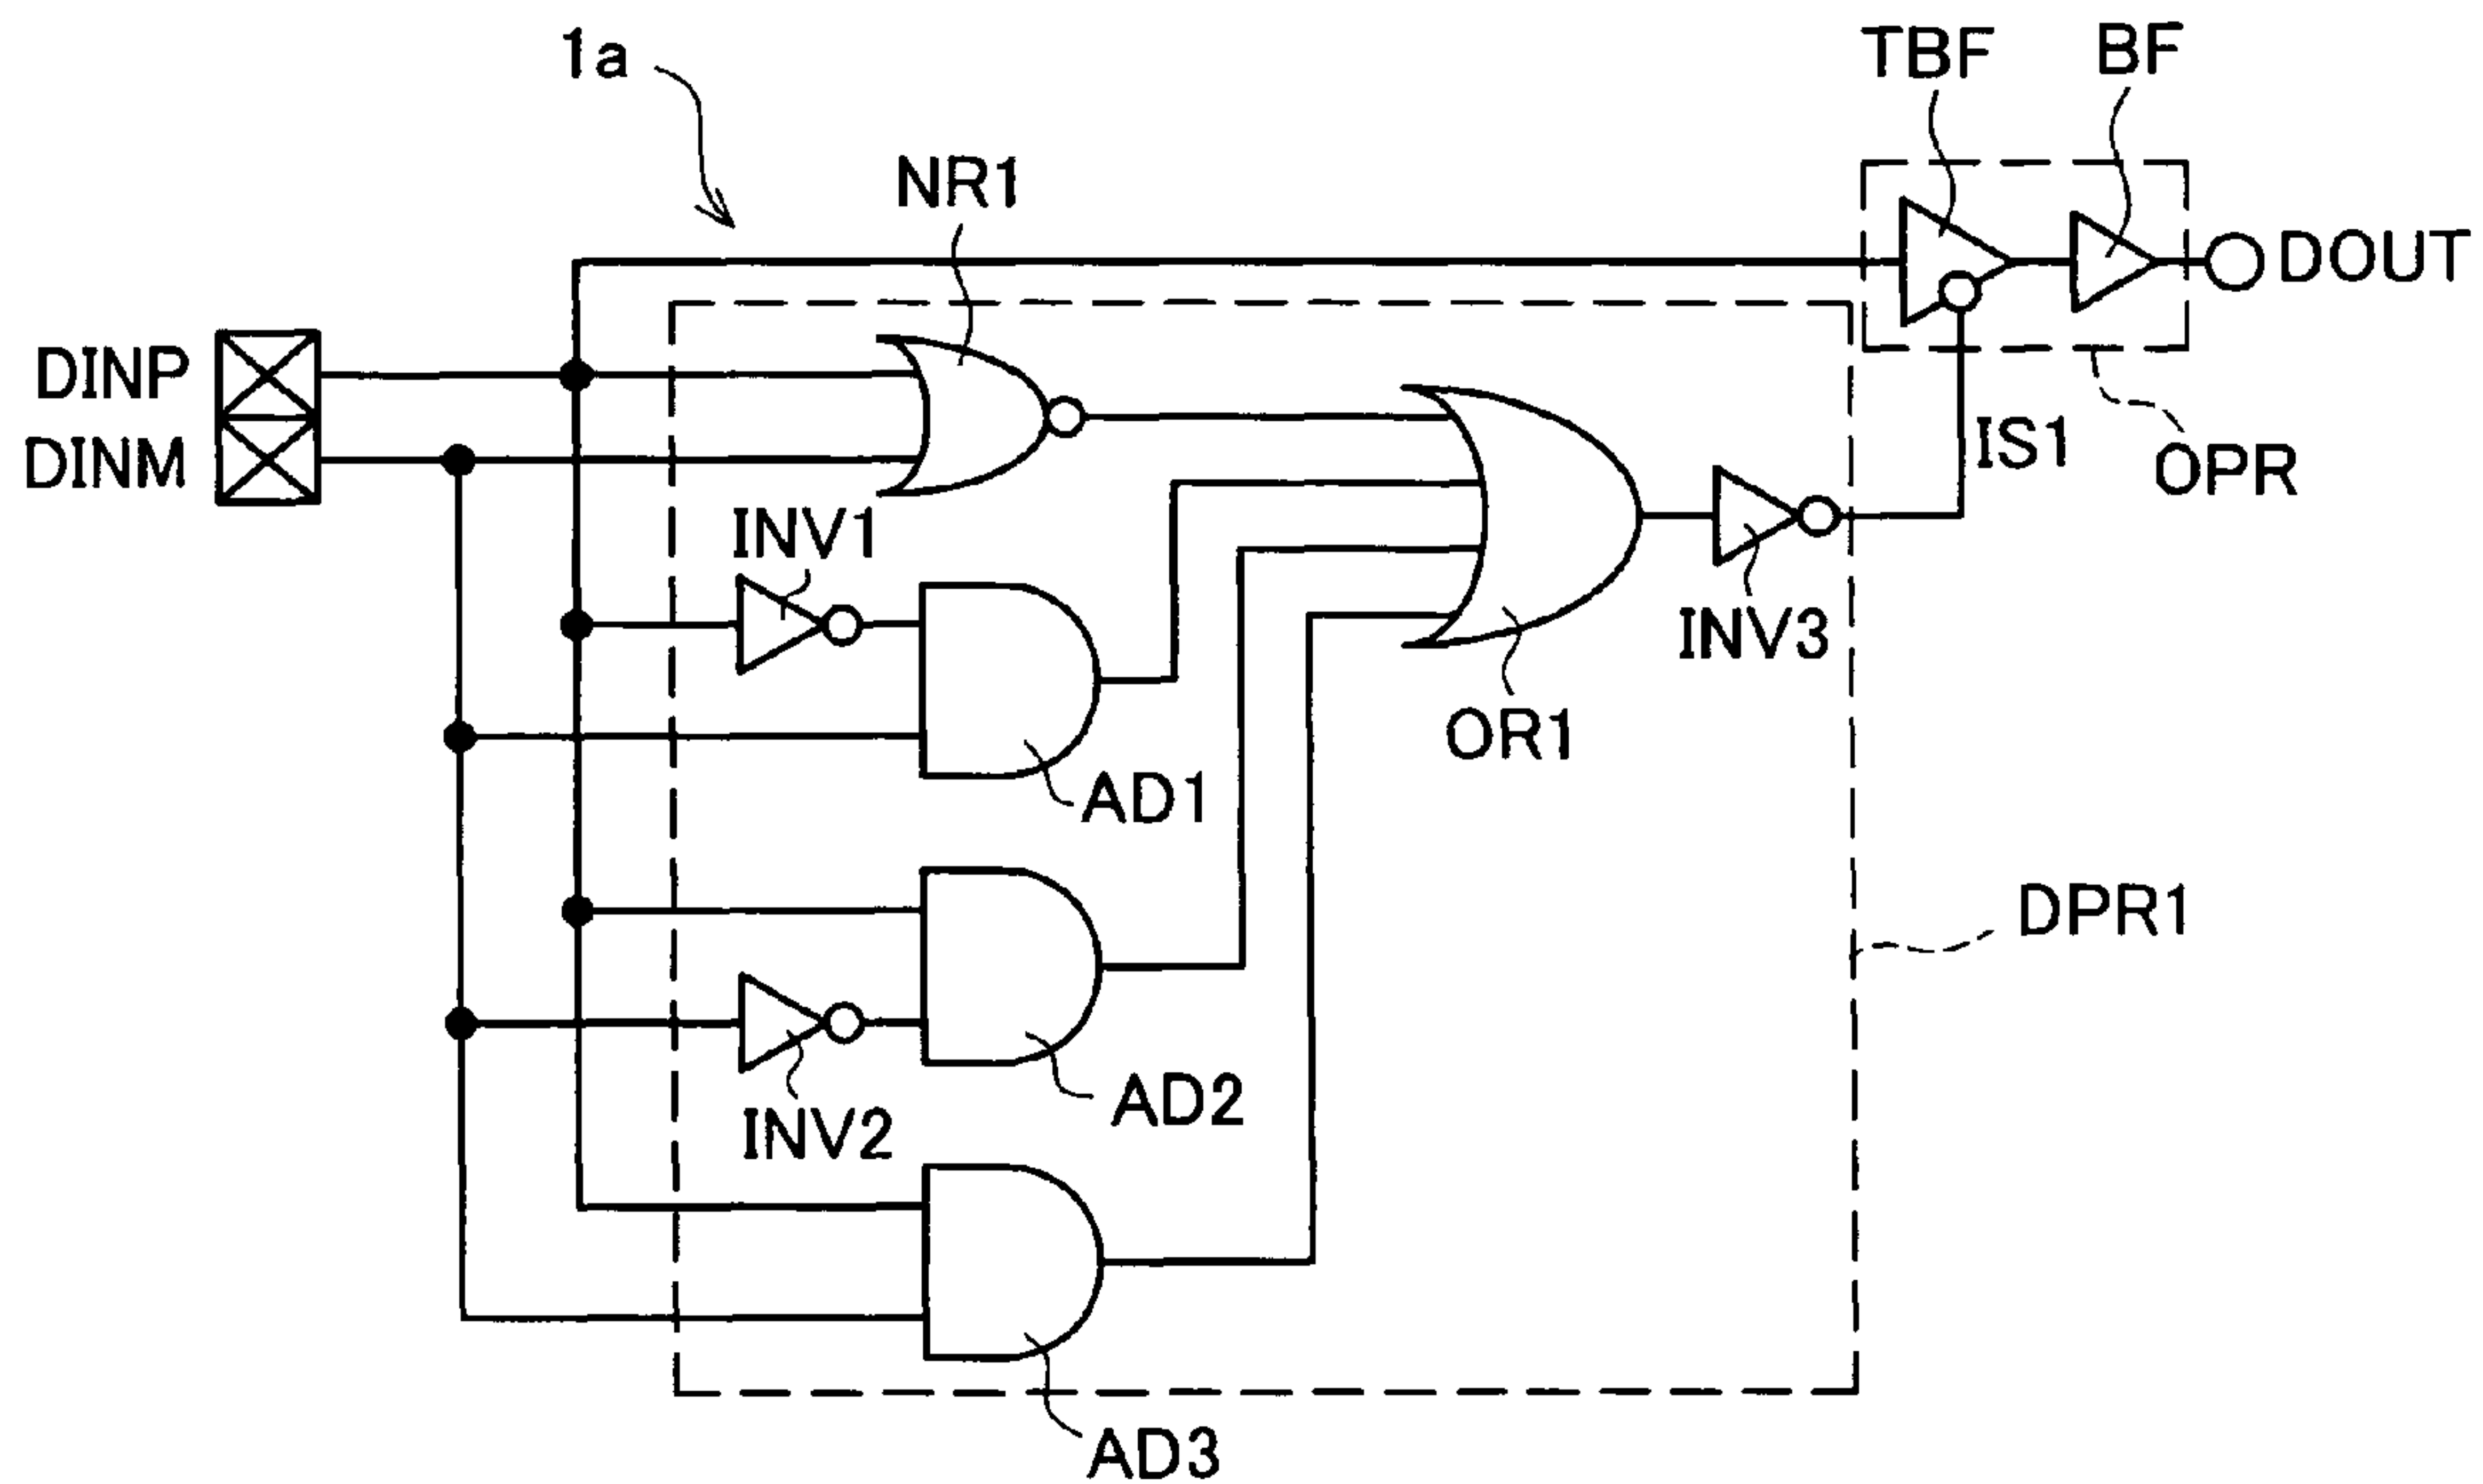 1a
TBF
BF
NR1
DOUT
DINP
DINM
IS1
OPR
INV1
INV3
OR1
AD1
DPR1
AD2
INV2
AD3